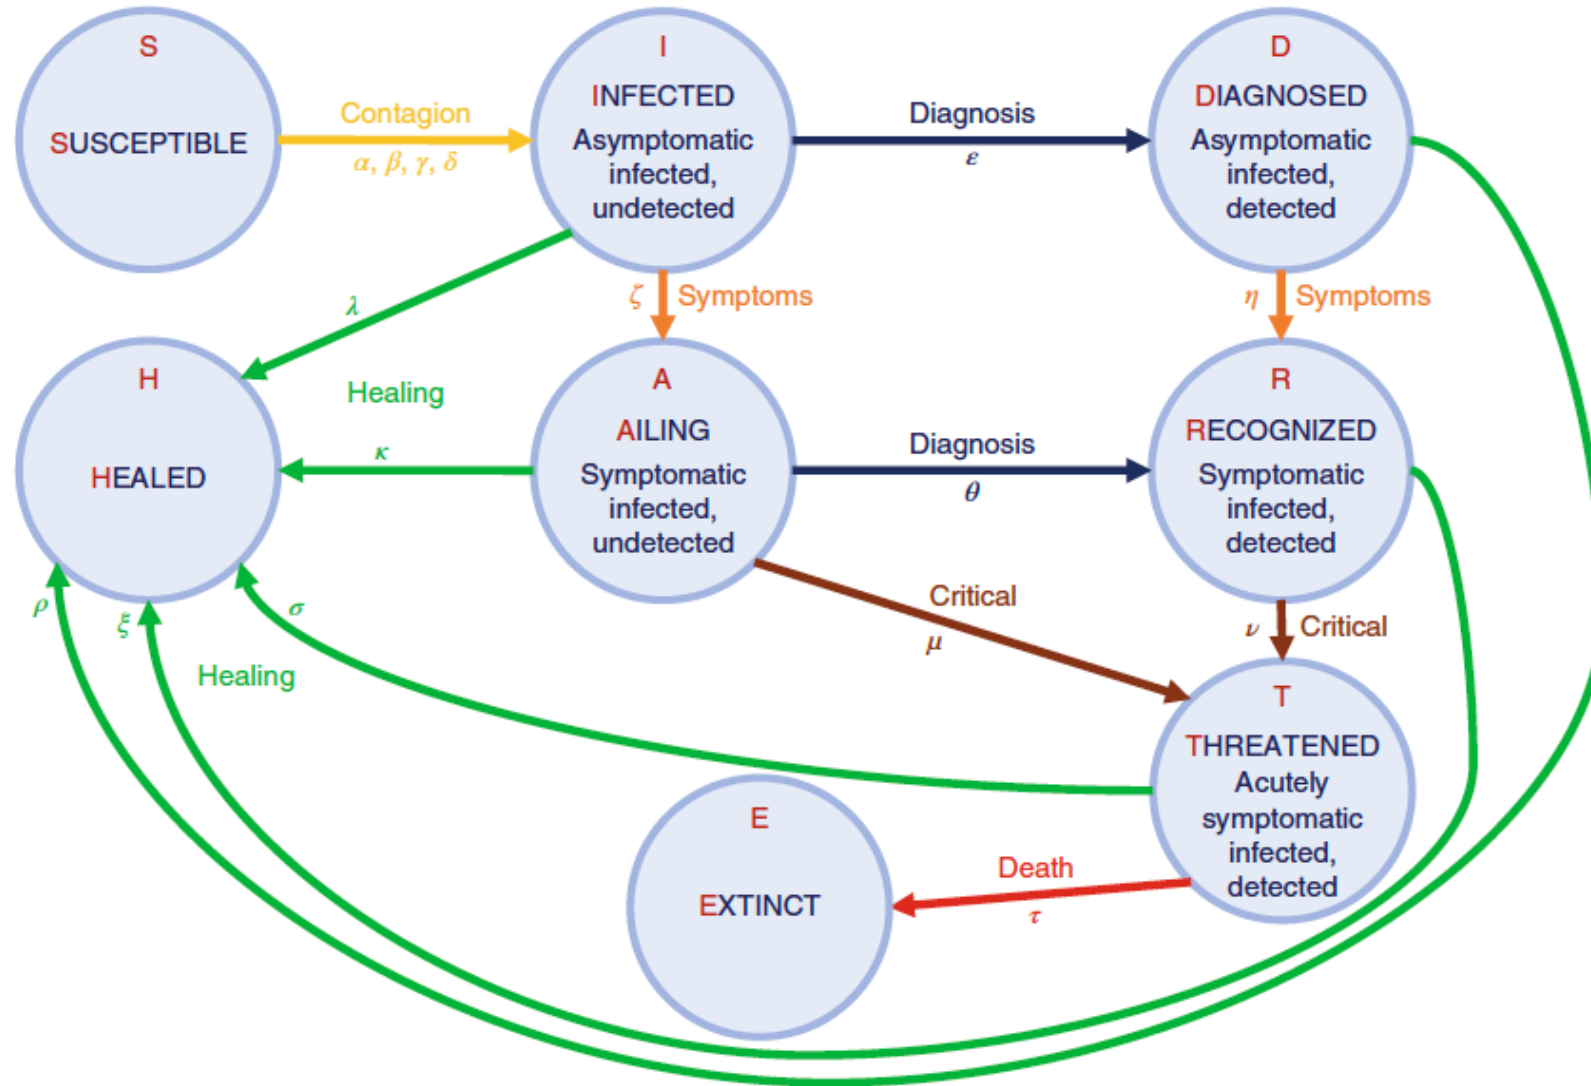 S
SUSCEPTIBLE
Contagion
α, β, γ, δ
I
INFECTED
Asymptomatic
infected,
undetected
Diagnosis
ε
D
DIAGNOSED
Asymptomatic
infected,
detected
λ
ζ
Symptoms
η
Symptoms
H
HEALED
Healing
κ
A
AILING
Symptomatic
infected,
undetected
Diagnosis
θ
R
RECOGNIZED
Symptomatic
infected,
detected
ρ
ξ
σ
Healing
Critical
μ
ν
Critical
T
THREATENED
Acutely
symptomatic
infected,
detected
E
EXTINCT
Death
τ